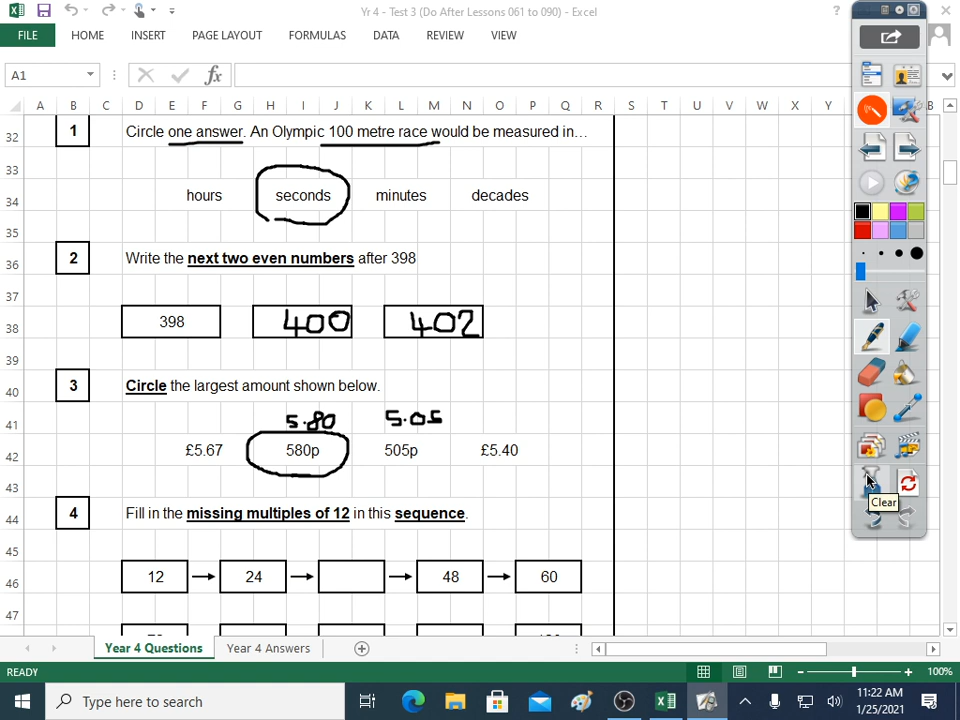 Yr 4 - Test 3 (Do After Lessons 061 to 090) - Excel
FILE HOME INSERT PAGE LAYOUT FORMULAS DATA REVIEW VIEW
A1 fx
A B C D E F G H I J K L M N O P Q R S T U V W X Y B
32 1 Circle one answer. An Olympic 100 metre race would be measured in...
33
34 hours seconds minutes decades
35
36 2 Write the next two even numbers after 398
37
38 398 400 402
39
40 3 Circle the largest amount shown below.
41 5.80 5.05
42 £5.67 580p 505p £5.40
43
44 4 Fill in the missing multiples of 12 in this sequence.
45
46 12 24 48 60
47
Clear
Year 4 Questions Year 4 Answers
READY 100%
Type here to search
11:22 AM
1/25/2021